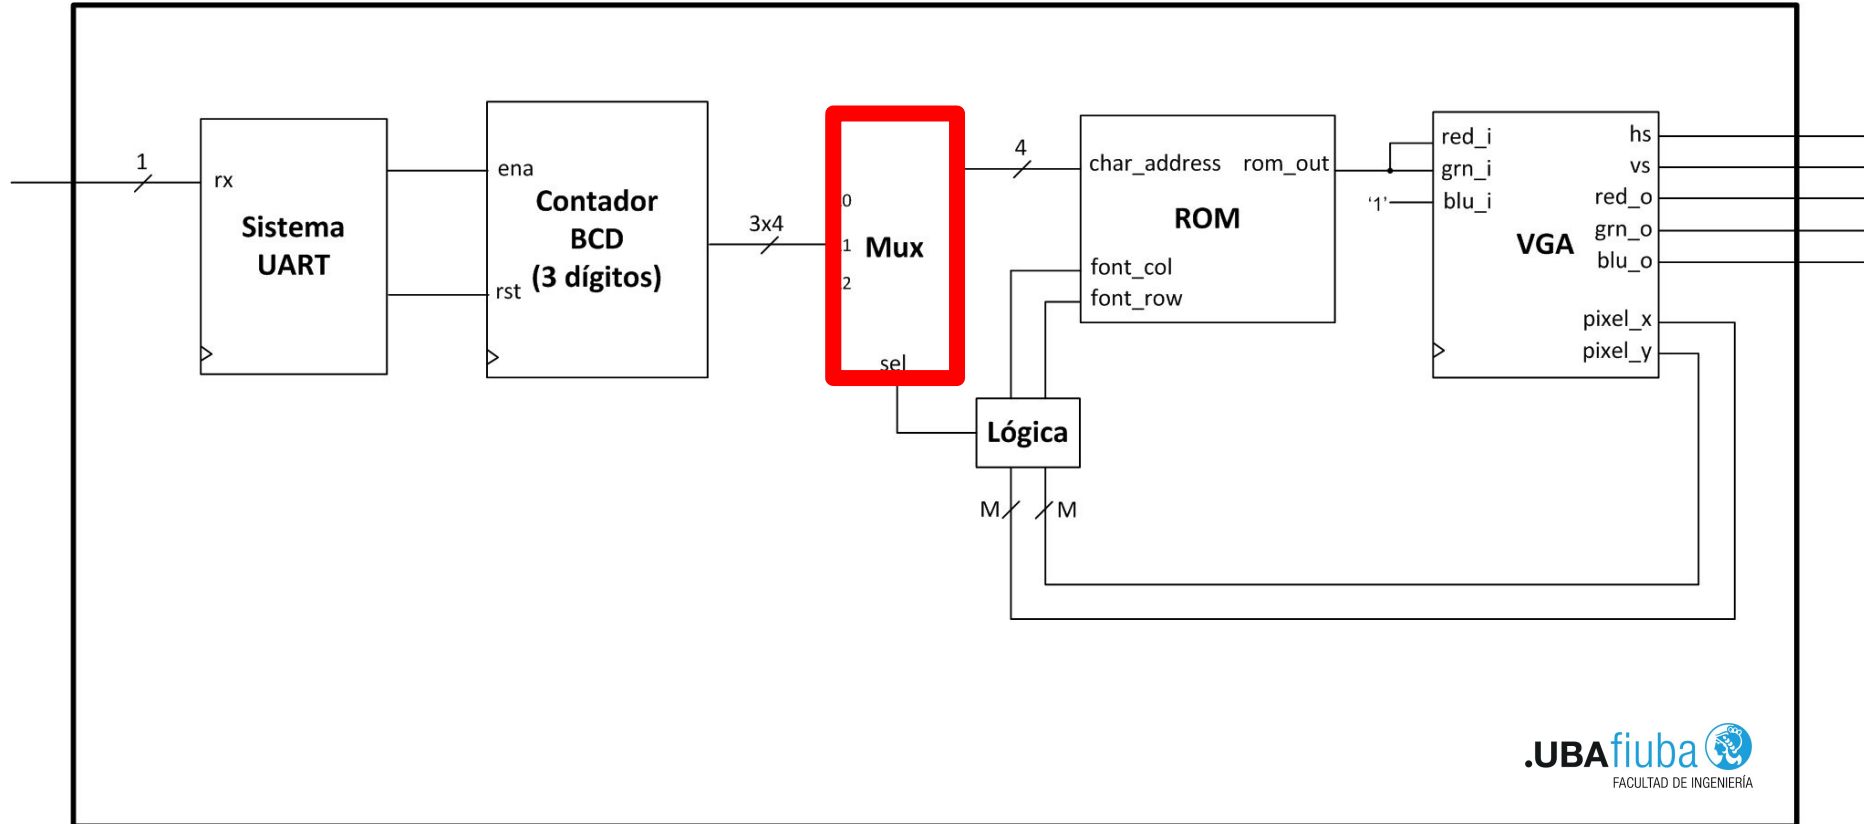 1
rx
Sistema
UART
ena
Contador
BCD
(3 dígitos)
rst
3x4
0
1
2
Mux
sel
4
char_address
rom_out
ROM
font_col
font_row
Lógica
M
M
‘1’
red_i
grn_i
blu_i
VGA
hs
vs
red_o
grn_o
blu_o
pixel_x
pixel_y
.UBAfiuba
FACULTAD DE INGENIERÍA